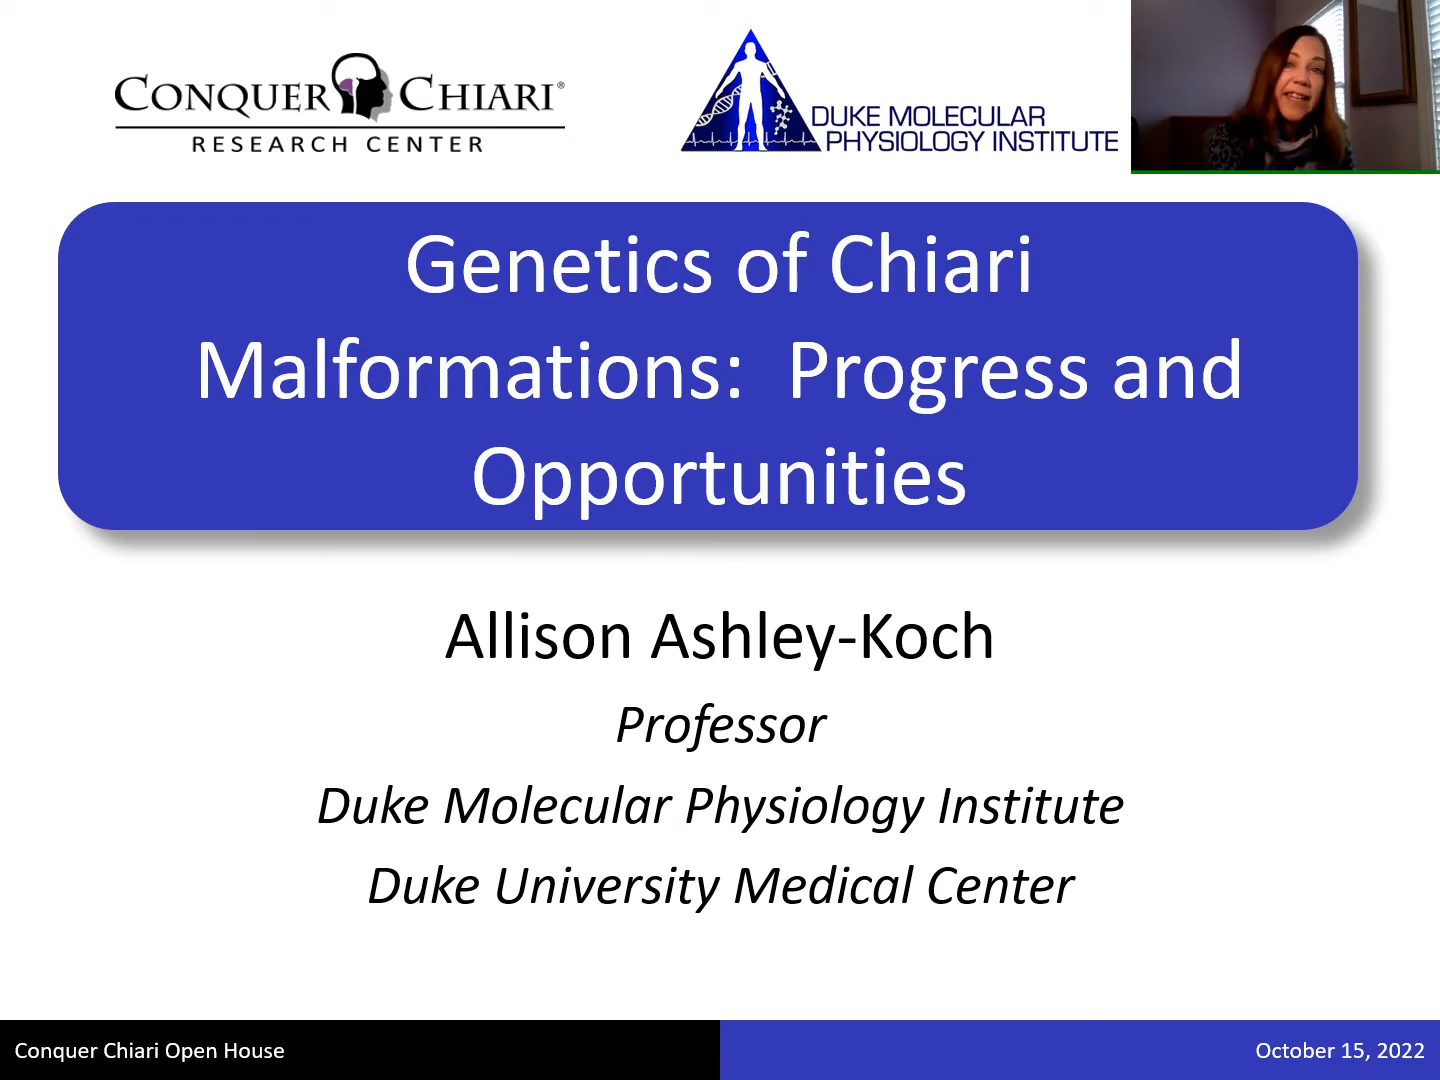 CONQUER CHIARI®
RESEARCH CENTER
DUKE MOLECULAR
PHYSIOLOGY INSTITUTE
Genetics of Chiari
Malformations: Progress and
Opportunities
Allison Ashley-Koch
Professor
Duke Molecular Physiology Institute
Duke University Medical Center
Conquer Chiari Open House
October 15, 2022